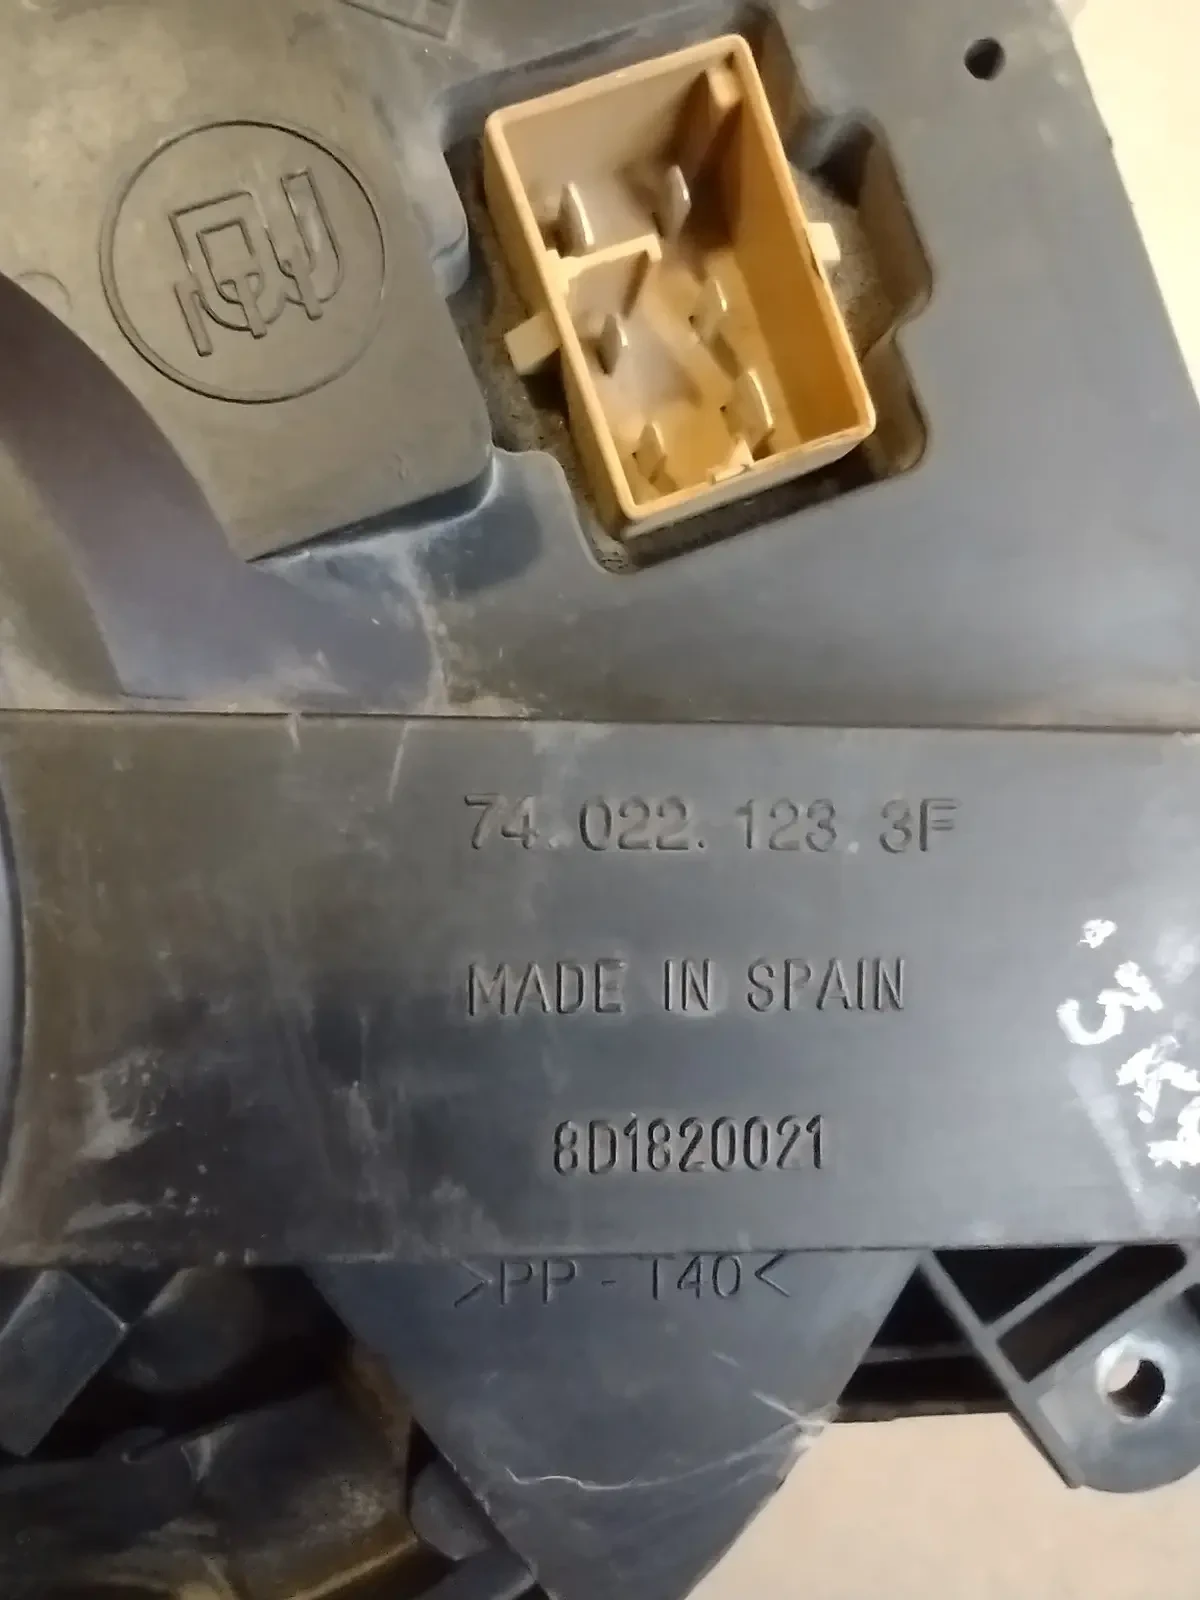 74.022.123.3F
MADE IN SPAIN
8D1820021
>PP-T40<